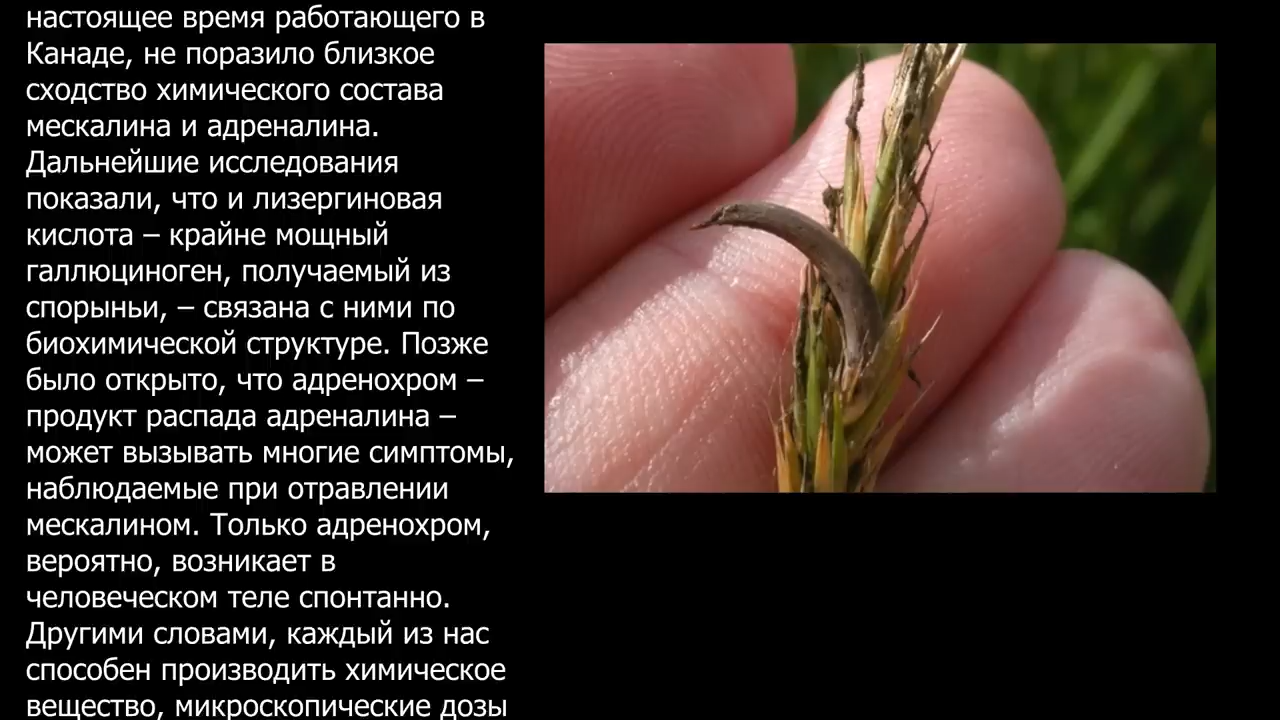 настоящее время работающего в
Канаде, не поразило близкое
сходство химического состава
мескалина и адреналина.
Дальнейшие исследования
показали, что и лизергиновая
кислота – крайне мощный
галлюциноген, получаемый из
спорыньи, – связана с ними по
биохимической структуре. Позже
было открыто, что адренохром –
продукт распада адреналина –
может вызывать многие симптомы,
наблюдаемые при отравлении
мескалином. Только адренохром,
вероятно, возникает в
человеческом теле спонтанно.
Другими словами, каждый из нас
способен производить химическое
вещество, микроскопические дозы